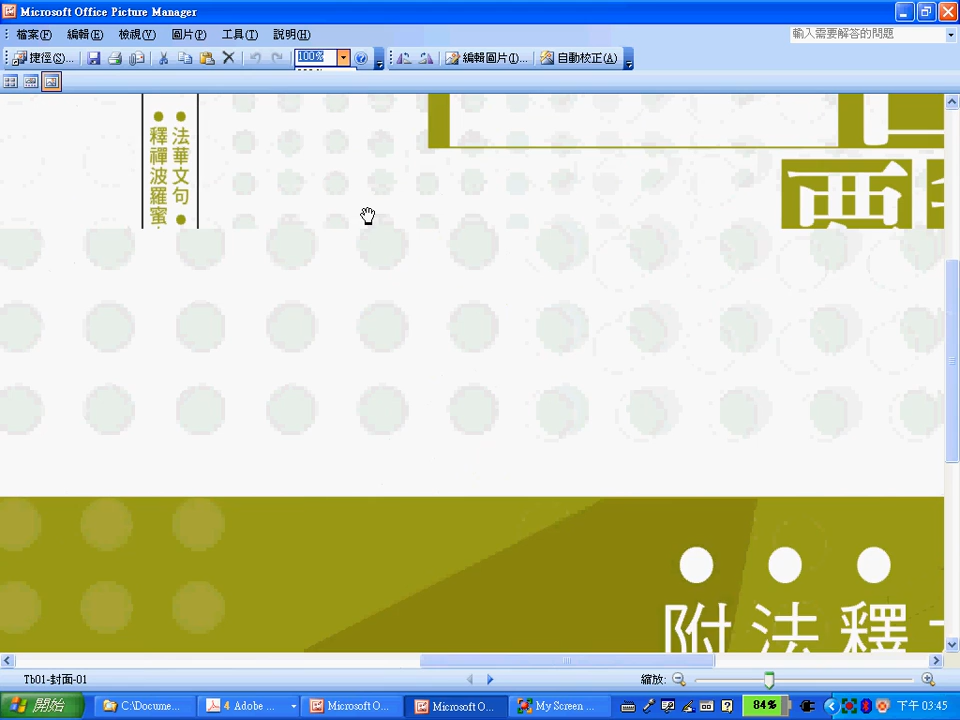 Microsoft Office Picture Manager
檔案(F) 編輯(E) 檢視(V) 圖片(P) 工具(T) 說明(H)
輸入需要解答的問題
捷徑(S)... 100% 編輯圖片(I)... 自動校正(A)
法華文句
釋禪波羅蜜
西
附法釋
Tb01-封面-01
縮放:
開始 C:\Docume... 4 Adobe ... Microsoft O... Microsoft O... My Screen ... 84% 下午 03:45